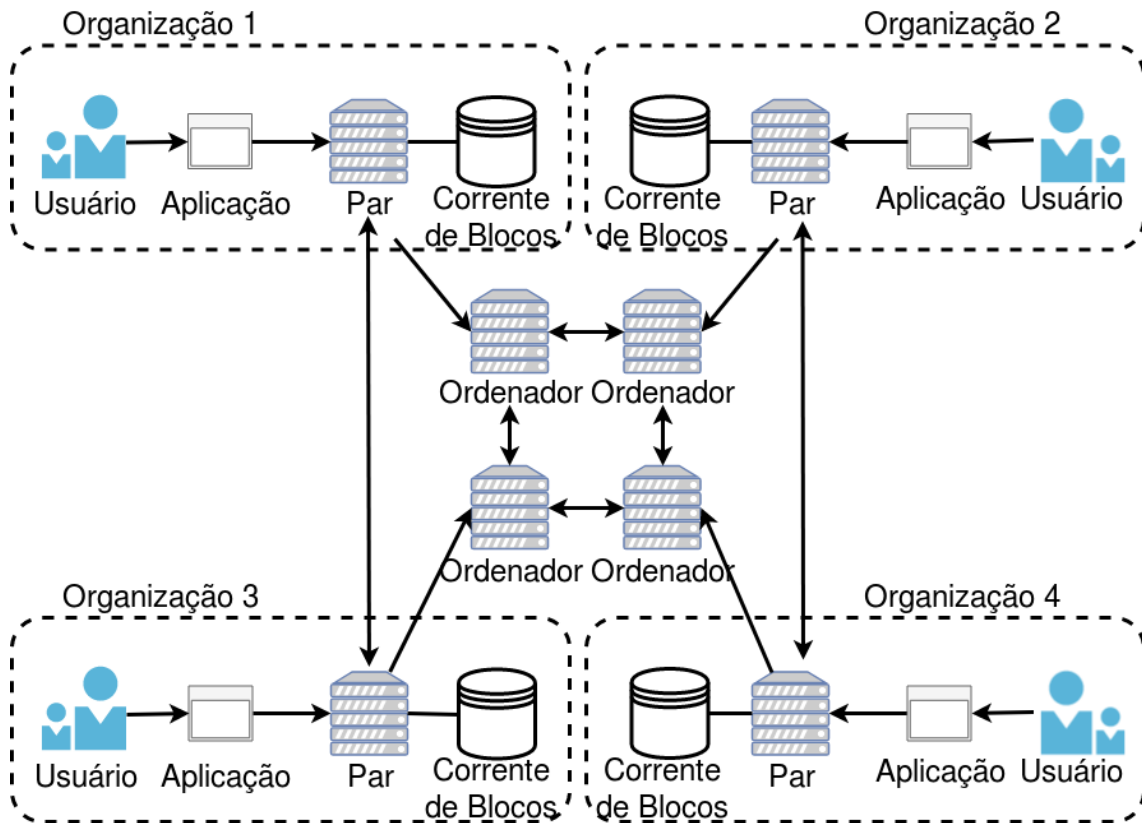 Organização 1
Organização 2
Usuário
Aplicação
Par
Corrente
de Blocos
Corrente
de Blocos
Par
Aplicação
Usuário
Ordenador
Ordenador
Ordenador
Ordenador
Organização 3
Organização 4
Usuário
Aplicação
Par
Corrente
de Blocos
Corrente
de Blocos
Par
Aplicação
Usuário